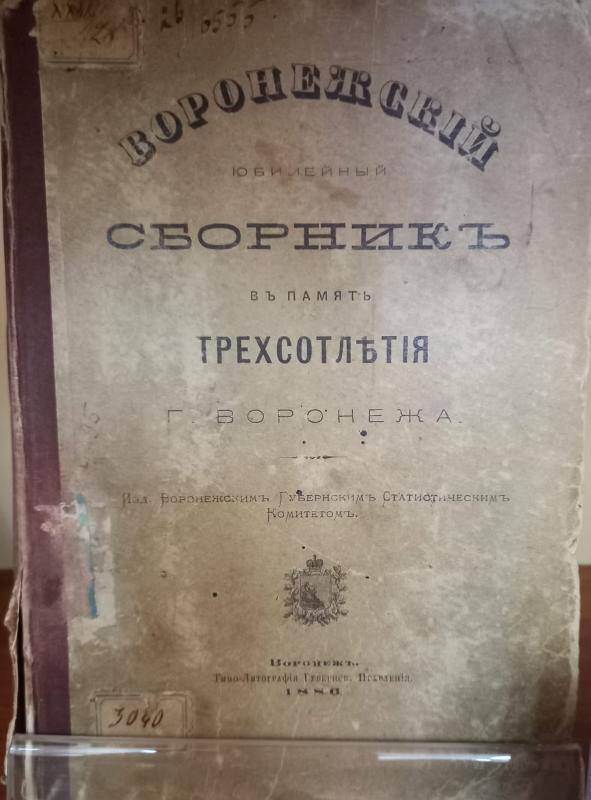 ВОРОНЕЖСКІЙ
ЮБИЛЕЙНЫЙ
СБОРНИКЪ
ВЪ ПАМЯТЬ
ТРЕХСОТЛѢТІЯ
Г. ВОРОНЕЖА.
Изд. Воронежскимъ Губернскимъ Статистическимъ
Комитетомъ.
Воронежъ.
Типо-Литографія Губернск. Правленія.
1886
3040